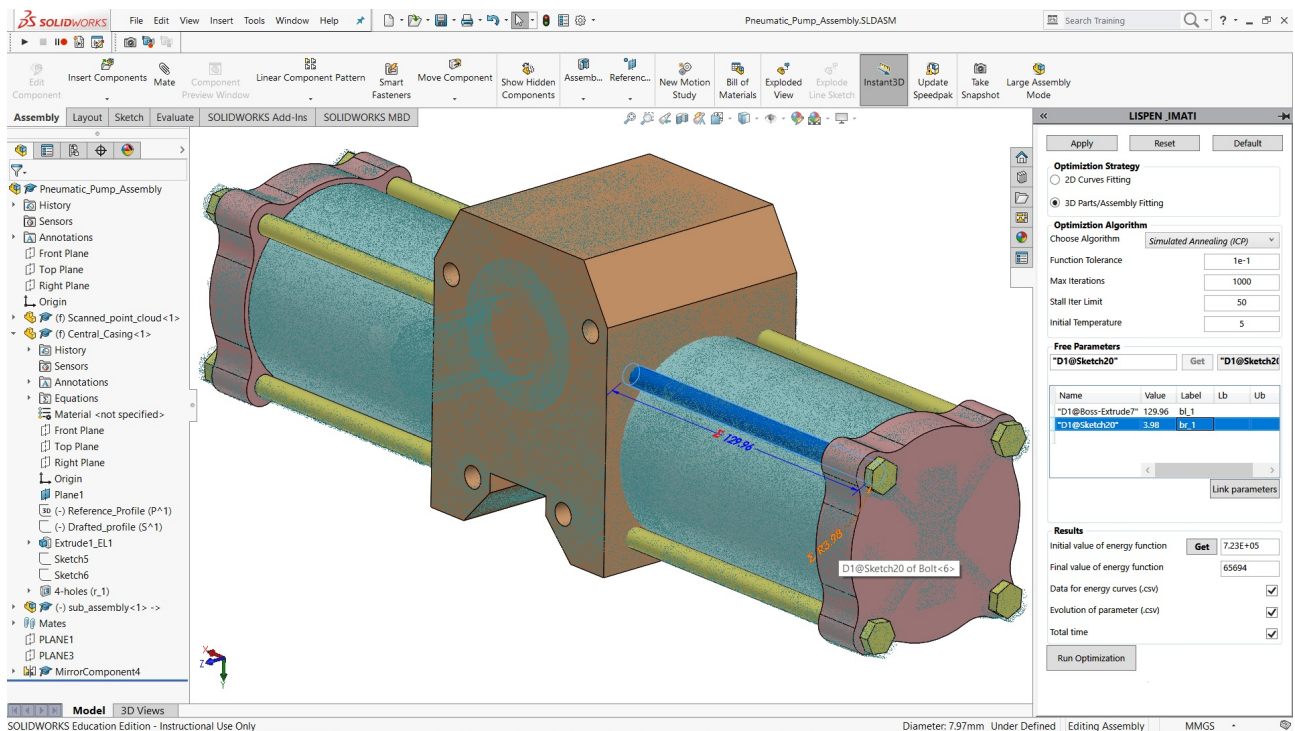 SOLIDWORKS File Edit View Insert Tools Window Help Pneumatic_Pump_Assembly.SLDASM Search Training
Edit Component
Insert Components
Mate
Component Preview Window
Linear Component Pattern
Smart Fasteners
Move Component
Show Hidden Components
Assemb...
Referenc...
New Motion Study
Bill of Materials
Exploded View
Explode Line Sketch
Instant3D
Update Speedpak
Take Snapshot
Large Assembly Mode
Assembly Layout Sketch Evaluate SOLIDWORKS Add-Ins SOLIDWORKS MBD
Pneumatic_Pump_Assembly
History
Sensors
Annotations
Front Plane
Top Plane
Right Plane
Origin
(f) Scanned_point_cloud<1>
(f) Central_Casing<1>
History
Sensors
Annotations
Equations
Material <not specified>
Front Plane
Top Plane
Right Plane
Origin
Plane1
3D (-) Reference_Profile (P^1)
(-) Drafted_profile (S^1)
Extrude1_EL1
Sketch5
Sketch6
4-holes (r_1)
(-) sub_assembly<1> ->
Mates
PLANE1
PLANE3
MirrorComponent4
Σ 129.96
Σ R3.98
D1@Sketch20 of Bolt<6>
X
Z
Y
LISPEN_IMATI
Apply Reset Default
Optimiztion Strategy
2D Curves Fitting
3D Parts/Assembly Fitting
Optimiztion Algorithm
Choose Algorithm Simulated Annealing (ICP)
Function Tolerance 1e-1
Max Iterations 1000
Stall Iter Limit 50
Initial Temperature 5
Free Parameters
"D1@Sketch20" Get "D1@Sketch20
Name Value Label Lb Ub
"D1@Boss-Extrude7" 129.96 bl_1
"D1@Sketch20" 3.98 br_1
Link parameters
Results
Initial value of energy function Get 7.23E+05
Final value of energy function 65694
Data for energy curves (.csv)
Evolution of parameter (.csv)
Total time
Run Optimization
Model 3D Views
SOLIDWORKS Education Edition - Instructional Use Only Diameter: 7.97mm Under Defined Editing Assembly MMGS